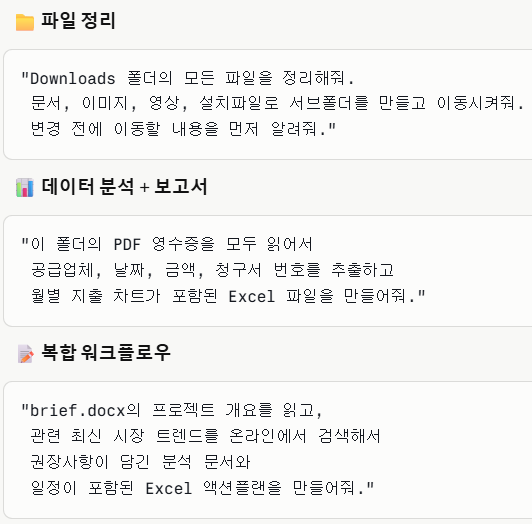 파일 정리
"Downloads 폴더의 모든 파일을 정리해줘.
문서, 이미지, 영상, 설치파일로 서브폴더를 만들고 이동시켜줘.
변경 전에 이동할 내용을 먼저 알려줘."
데이터 분석 + 보고서
"이 폴더의 PDF 영수증을 모두 읽어서
공급업체, 날짜, 금액, 청구서 번호를 추출하고
월별 지출 차트가 포함된 Excel 파일을 만들어줘."
복합 워크플로우
"brief.docx의 프로젝트 개요를 읽고,
관련 최신 시장 트렌드를 온라인에서 검색해서
권장사항이 담긴 분석 문서와
일정이 포함된 Excel 액션플랜을 만들어줘."